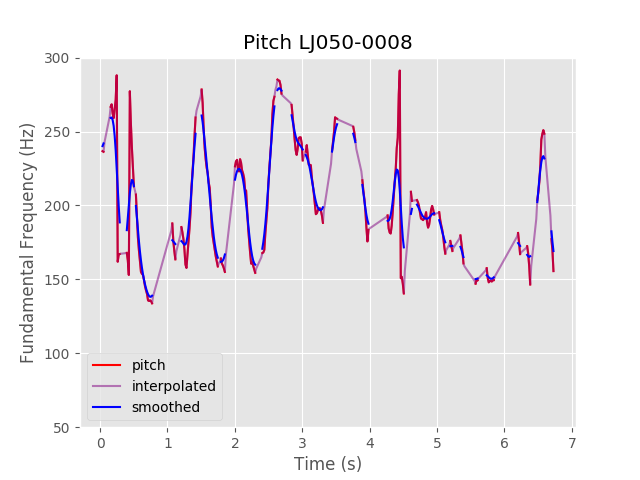 Pitch LJ050-0008
300
250
200
150
100
50
Fundamental Frequency (Hz)
pitch
interpolated
smoothed
0 1 2 3 4 5 6 7
Time (s)